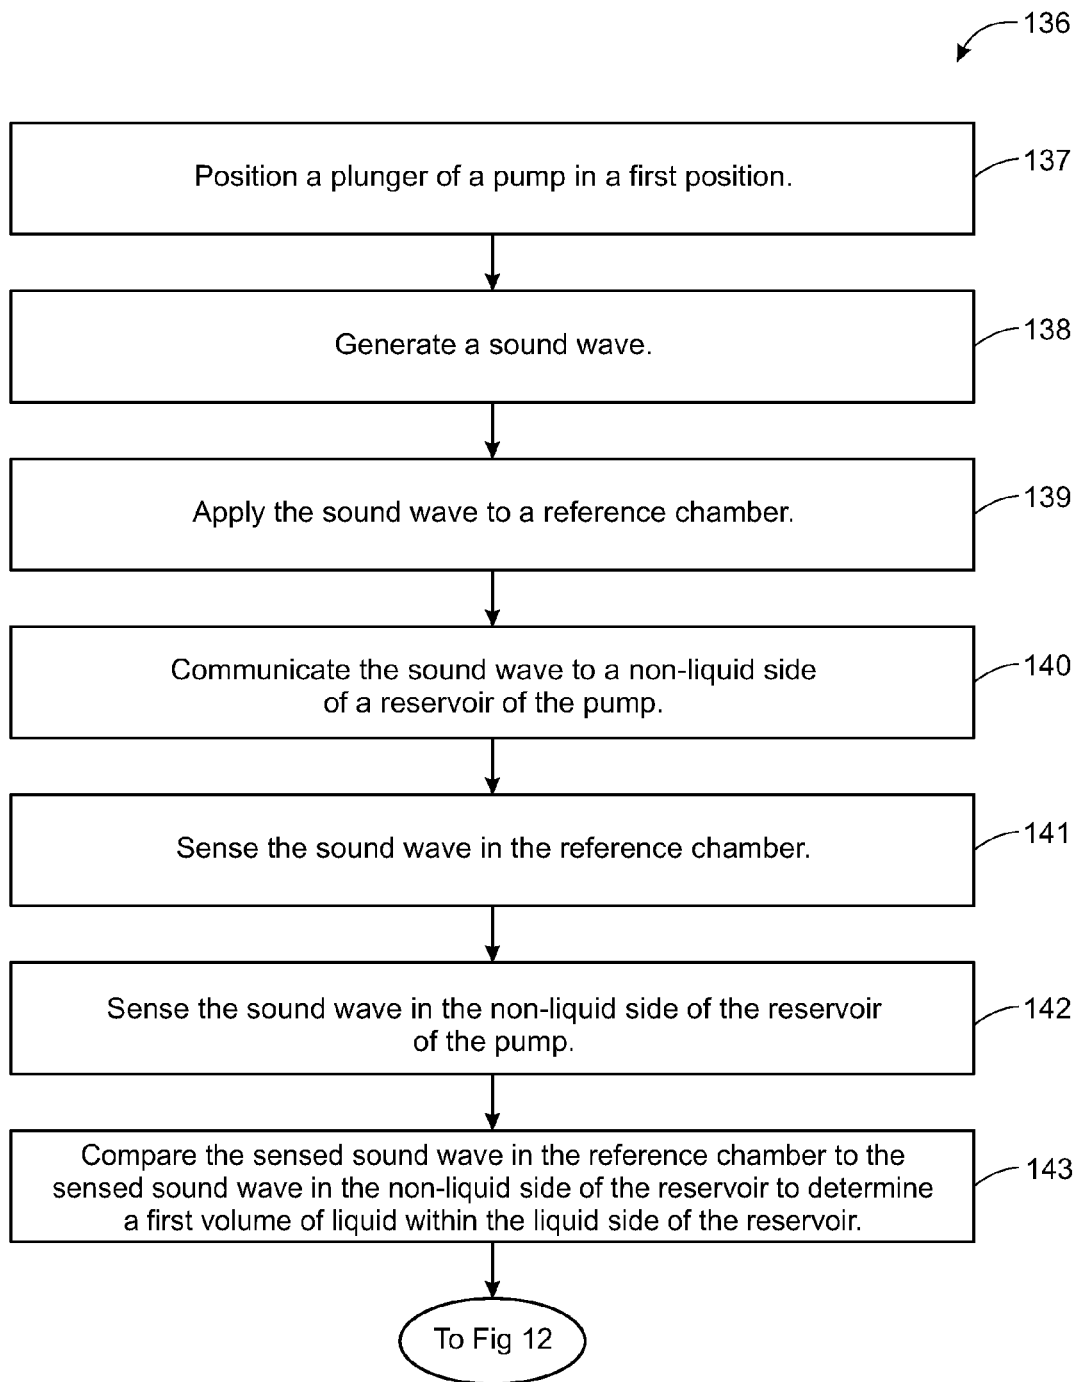 136
Position a plunger of a pump in a first position.
137
Generate a sound wave.
138
Apply the sound wave to a reference chamber.
139
Communicate the sound wave to a non-liquid side
of a reservoir of the pump.
140
Sense the sound wave in the reference chamber.
141
Sense the sound wave in the non-liquid side of the reservoir
of the pump.
142
Compare the sensed sound wave in the reference chamber to the
sensed sound wave in the non-liquid side of the reservoir to determine
a first volume of liquid within the liquid side of the reservoir.
143
To Fig 12